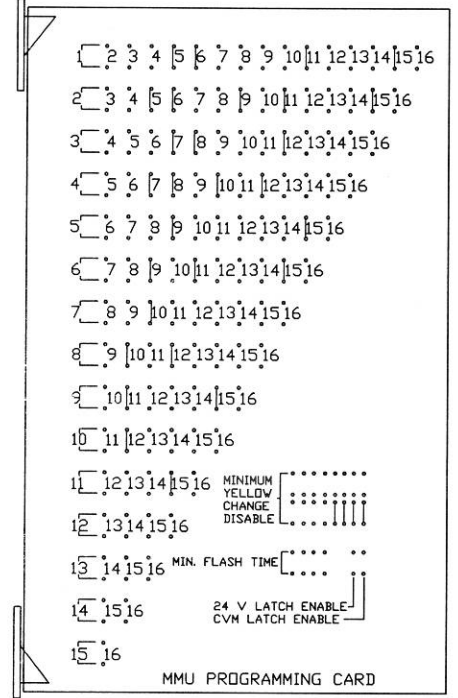 1 2 3 4 5 6 7 8 9 10 11 12 13 14 15 16
2 3 4 5 6 7 8 9 10 11 12 13 14 15 16
3 4 5 6 7 8 9 10 11 12 13 14 15 16
4 5 6 7 8 9 10 11 12 13 14 15 16
5 6 7 8 9 10 11 12 13 14 15 16
6 7 8 9 10 11 12 13 14 15 16
7 8 9 10 11 12 13 14 15 16
8 9 10 11 12 13 14 15 16
9 10 11 12 13 14 15 16
10 11 12 13 14 15 16
11 12 13 14 15 16
MINIMUM
YELLOW
CHANGE
DISABLE
12 13 14 15 16
13 14 15 16
MIN. FLASH TIME
14 15 16
24 V LATCH ENABLE
CVM LATCH ENABLE
15 16
MMU PROGRAMMING CARD